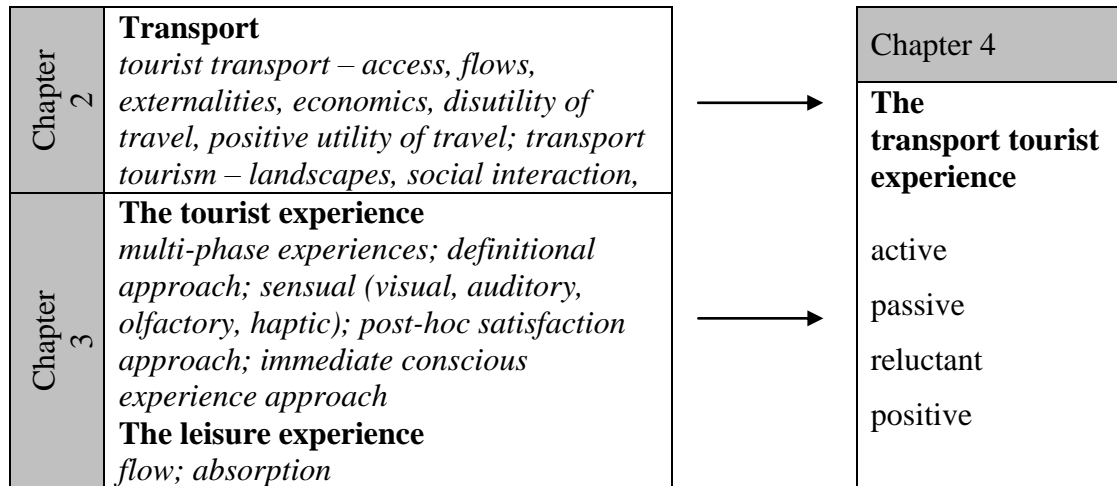 Chapter
2
Transport
tourist transport – access, flows,
externalities, economics, disutility of
travel, positive utility of travel; transport
tourism – landscapes, social interaction,
Chapter
3
The tourist experience
multi-phase experiences; definitional
approach; sensual (visual, auditory,
olfactory, haptic); post-hoc satisfaction
approach; immediate conscious
experience approach
The leisure experience
flow; absorption
Chapter 4
The
transport tourist
experience
active
passive
reluctant
positive